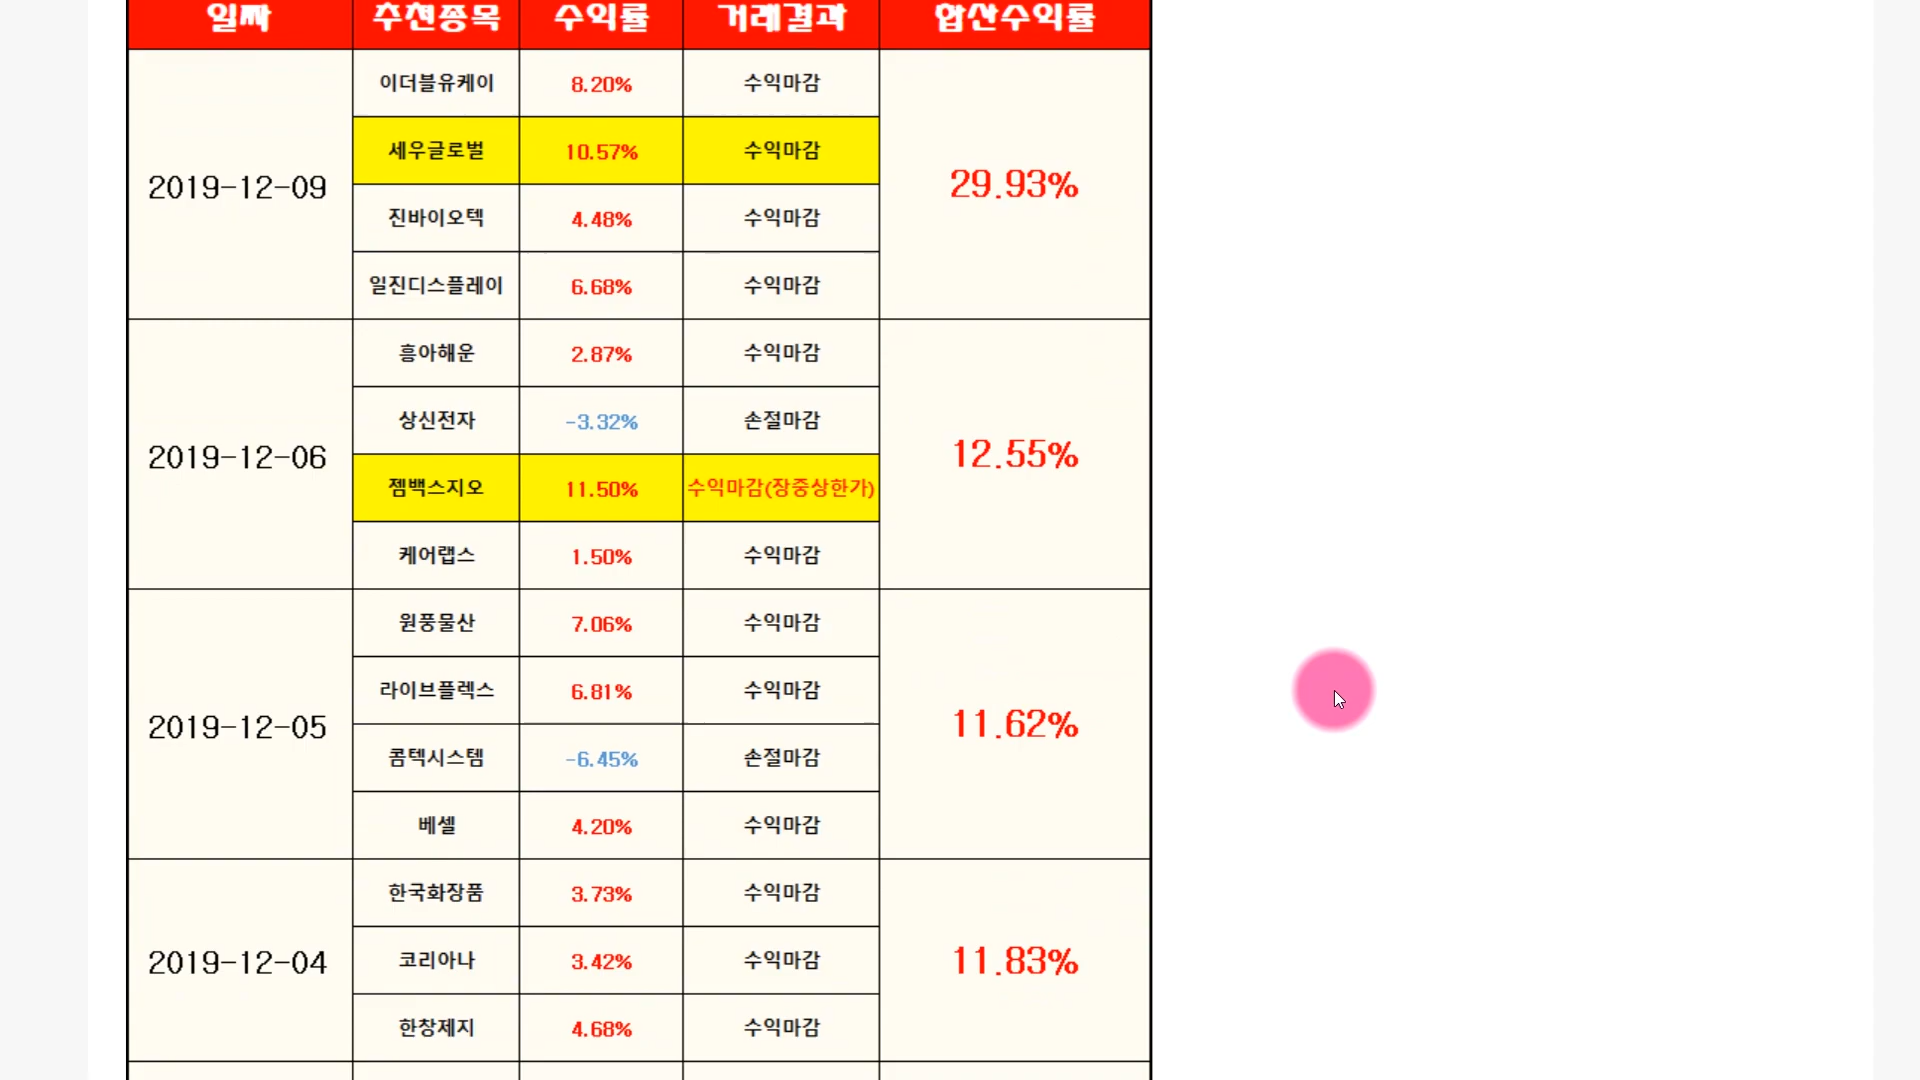 일짜 추천종목 수익률 거래결과 합산수익률
2019-12-09 이더블유케이 8.20% 수익마감 29.93%
세우글로벌 10.57% 수익마감
진바이오텍 4.48% 수익마감
일진디스플레이 6.68% 수익마감
2019-12-06 흥아해운 2.87% 수익마감 12.55%
상신전자 -3.32% 손절마감
젬백스지오 11.50% 수익마감(장중상한가)
케어랩스 1.50% 수익마감
2019-12-05 원풍물산 7.06% 수익마감 11.62%
라이브플렉스 6.81% 수익마감
콤텍시스템 -6.45% 손절마감
베셀 4.20% 수익마감
2019-12-04 한국화장품 3.73% 수익마감 11.83%
코리아나 3.42% 수익마감
한창제지 4.68% 수익마감